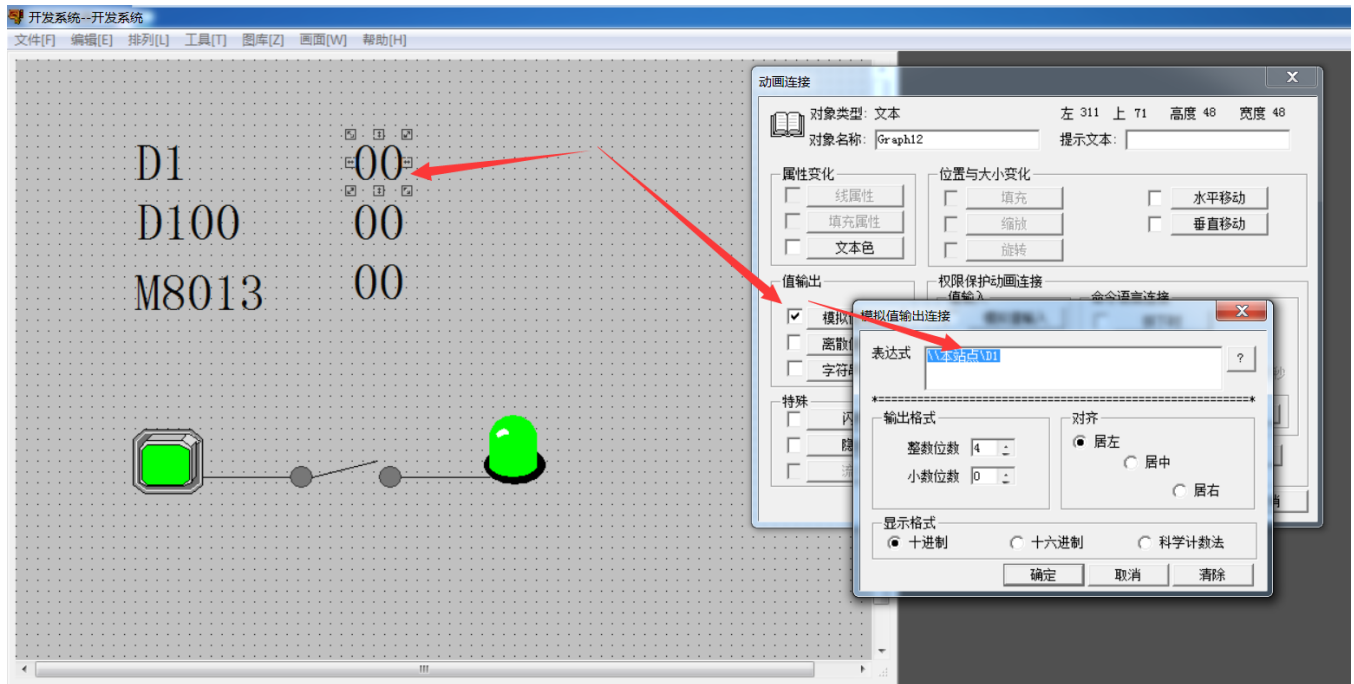 开发系统--开发系统
文件[F] 编辑[E] 排列[L] 工具[T] 图库[Z] 画面[W] 帮助[H]
D1 00
D100 00
M8013 00
动画连接
对象类型: 文本 左 311 上 71 高度 48 宽度 48
对象名称: Graph12 提示文本:
属性变化 位置与大小变化
线属性 填充 水平移动
填充属性 缩放 垂直移动
文本色 旋转
值输出 权限保护动画连接
值输入 命令语言连接
模拟值输出连接
表达式 \\本站点\D1 ?
*=*
特殊
输出格式 对齐
整数位数 4 居左
小数位数 0 居中
居右
显示格式
十进制 十六进制 科学计数法
确定 取消 清除